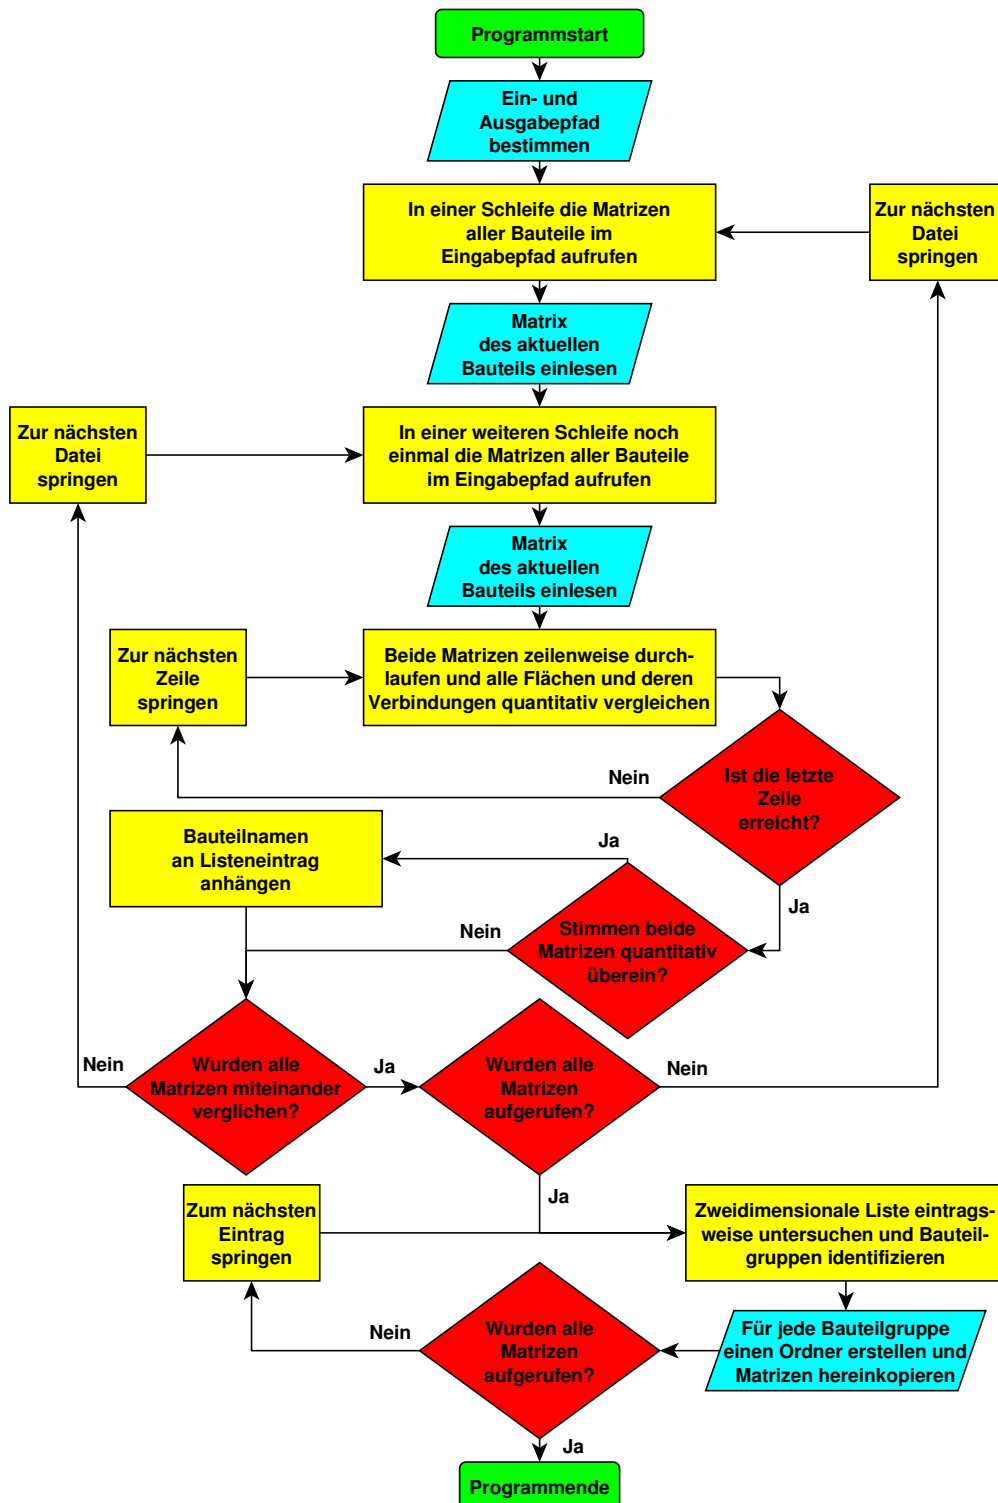 Programmstart
Ein- und
Ausgabepfad
bestimmen
In einer Schleife die Matrizen
aller Bauteile im
Eingabepfad aufrufen
Zur nächsten
Datei
springen
Matrix
des aktuellen
Bauteils einlesen
Zur nächsten
Datei
springen
In einer weiteren Schleife noch
einmal die Matrizen aller Bauteile
im Eingabepfad aufrufen
Matrix
des aktuellen
Bauteils einlesen
Zur nächsten
Zeile
springen
Beide Matrizen zeilenweise durch-
laufen und alle Flächen und deren
Verbindungen quantitativ vergleichen
Nein
Ist die letzte
Zeile
erreicht?
Ja
Bauteilnamen
an Listeneintrag
anhängen
Ja
Nein
Stimmen beide
Matrizen quantitativ
überein?
Nein
Wurden alle
Matrizen miteinander
verglichen?
Ja
Wurden alle
Matrizen
aufgerufen?
Nein
Ja
Zum nächsten
Eintrag
springen
Zweidimensionale Liste eintrags-
weise untersuchen und Bauteil-
gruppen identifizieren
Nein
Wurden alle
Matrizen
aufgerufen?
Für jede Bauteilgruppe
einen Ordner erstellen und
Matrizen hereinkopieren
Ja
Programmende